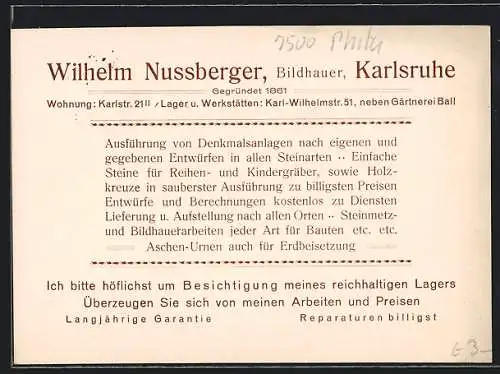 7500
Wilhelm Nussberger, Bildhauer, Karlsruhe
Gegründet 1861
Wohnung: Karlstr. 21 II / Lager u. Werkstätten: Karl-Wilhelmstr. 51, neben Gärtnerei Ball
Ausführung von Denkmalsanlagen nach eigenen und
gegebenen Entwürfen in allen Steinarten ·· Einfache
Steine für Reihen- und Kindergräber, sowie Holz-
kreuze in sauberster Ausführung zu billigsten Preisen
Entwürfe und Berechnungen kostenlos zu Diensten
Lieferung u. Aufstellung nach allen Orten ·· Steinmetz-
und Bildhauerarbeiten jeder Art für Bauten etc. etc.
Aschen-Urnen auch für Erdbeisetzung
Ich bitte höflichst um Besichtigung meines reichhaltigen Lagers
Überzeugen Sie sich von meinen Arbeiten und Preisen
Langjährige Garantie Reparaturen billigst
€ 3-